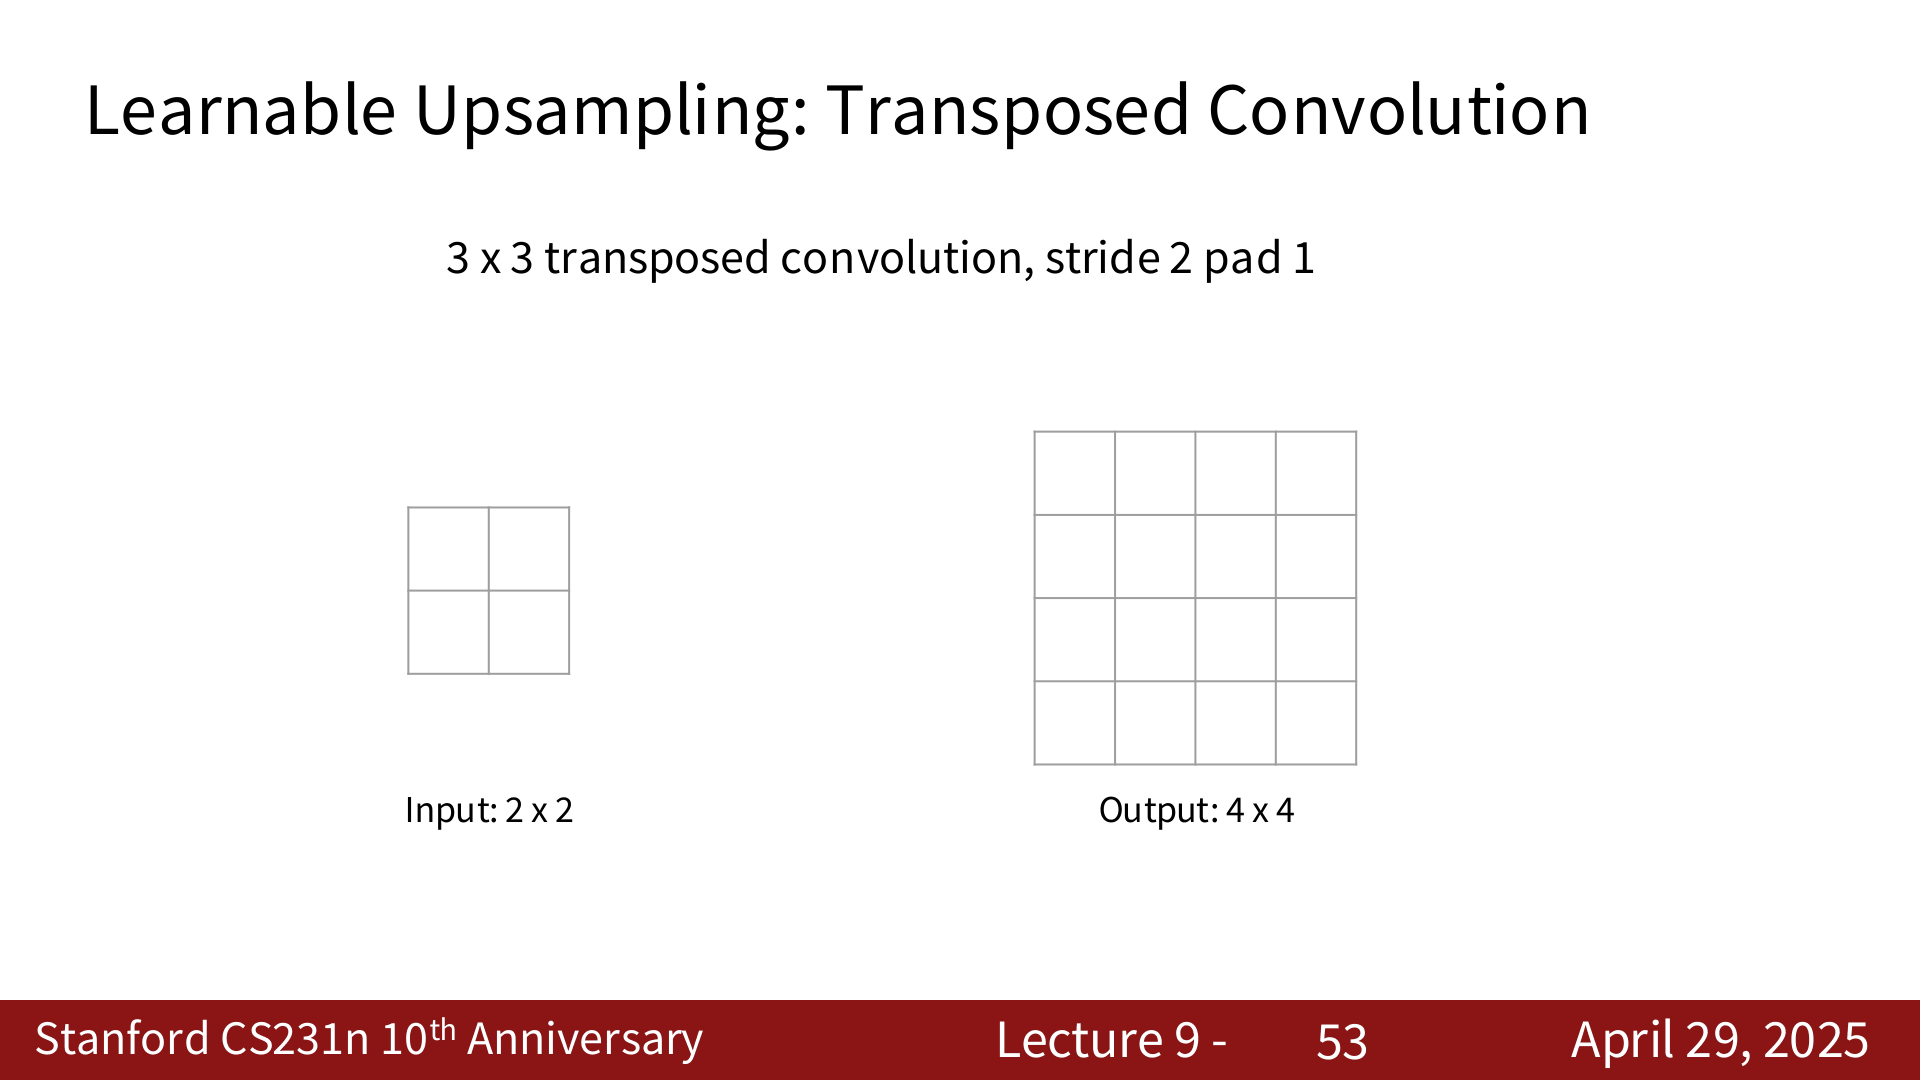 Learnable Upsampling: Transposed Convolution
3 x 3 transposed convolution, stride 2 pad 1
Input: 2 x 2
Output: 4 x 4
Stanford CS231n 10th Anniversary
Lecture 9 - 53
April 29, 2025